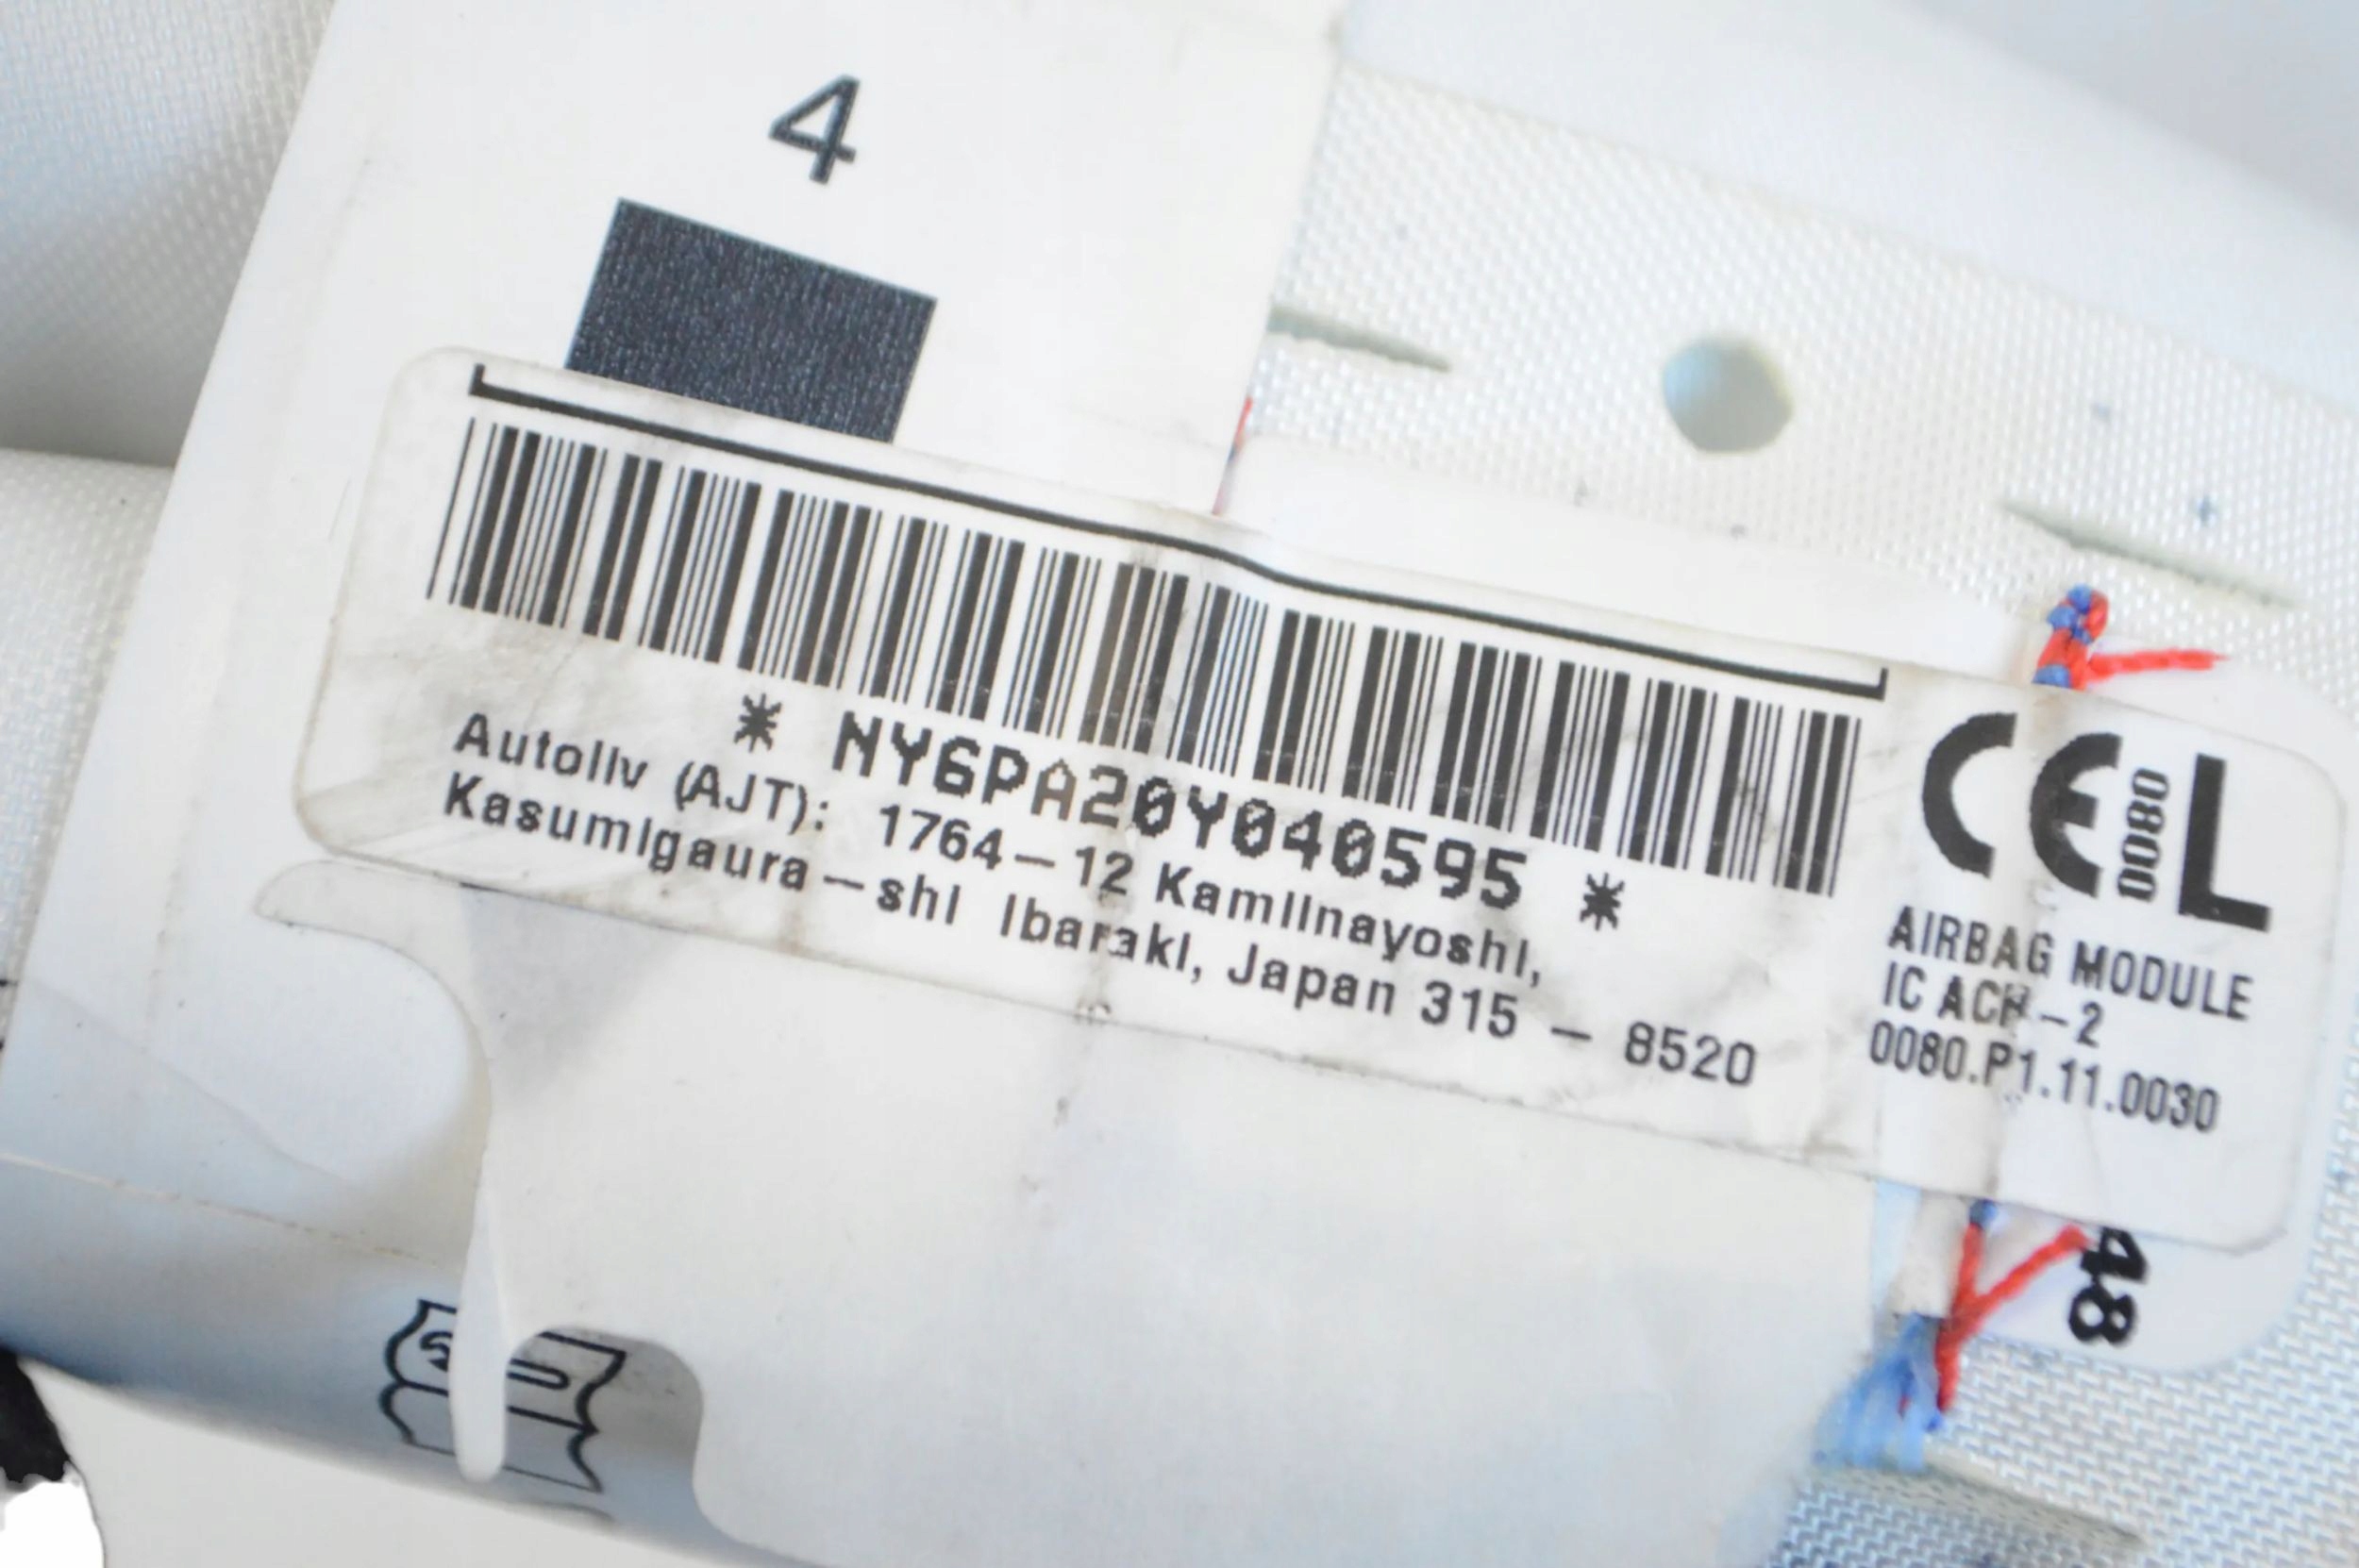 4
* NY6PA20Y040595 *
Autoliv (AJT): 1764-12 Kamiinayoshi,
Kasumigaura-shi Ibaraki, Japan 315 - 8520
CE 0080 L
AIRBAG MODULE
IC ACH-2
0080.P1.11.0030
48